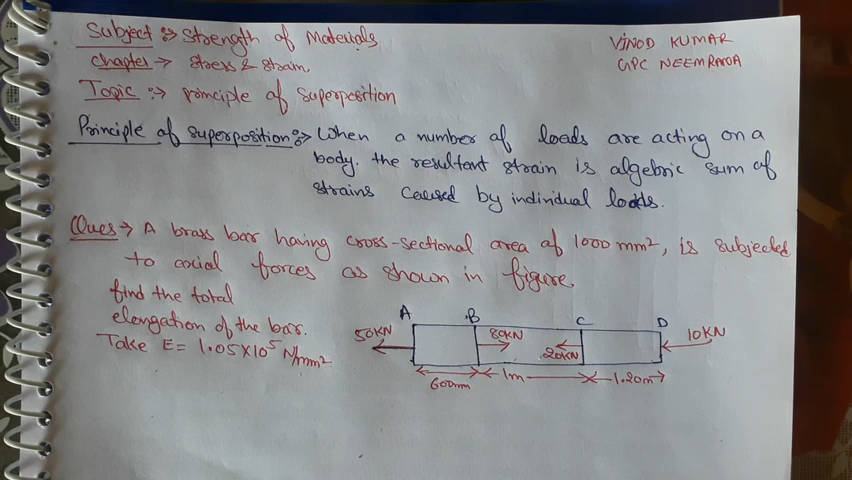 Subject :→ Strength of Materials
VINOD KUMAR
Chapter → Stress & Strain.
GPC NEEMRANA
Topic :→ principle of superposition
Principle of superposition :→ When a number of loads are acting on a
body. the resultant strain is algebric sum of
strains caused by individual loads.
Ques → A brass bar having cross-sectional area of 1000 mm², is subjected
to axial forces as shown in figure.
find the total
elongation of the bar.
Take E = 1.05×10⁵ N/mm²
A B C D
50KN 80KN 20KN 10KN
600mm 1m 1.20m